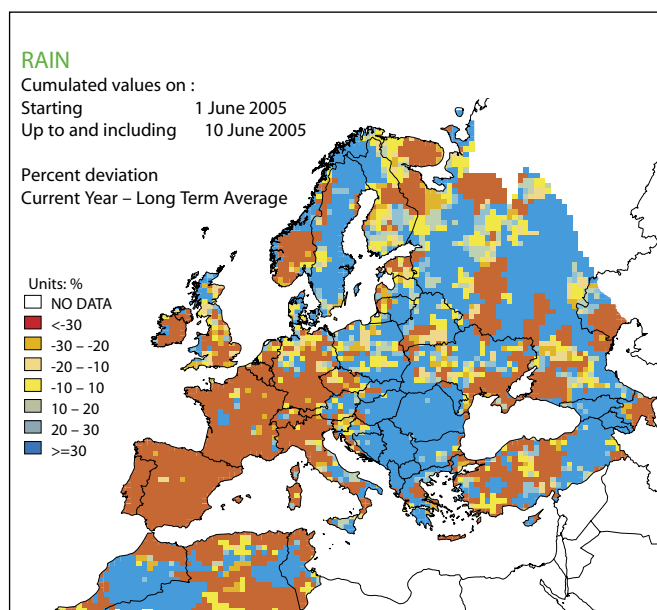 RAIN
Cumulated values on :
Starting 1 June 2005
Up to and including 10 June 2005
Percent deviation
Current Year – Long Term Average
Units: %
NO DATA
<-30
-30 – -20
-20 – -10
-10 – 10
10 – 20
20 – 30
>=30